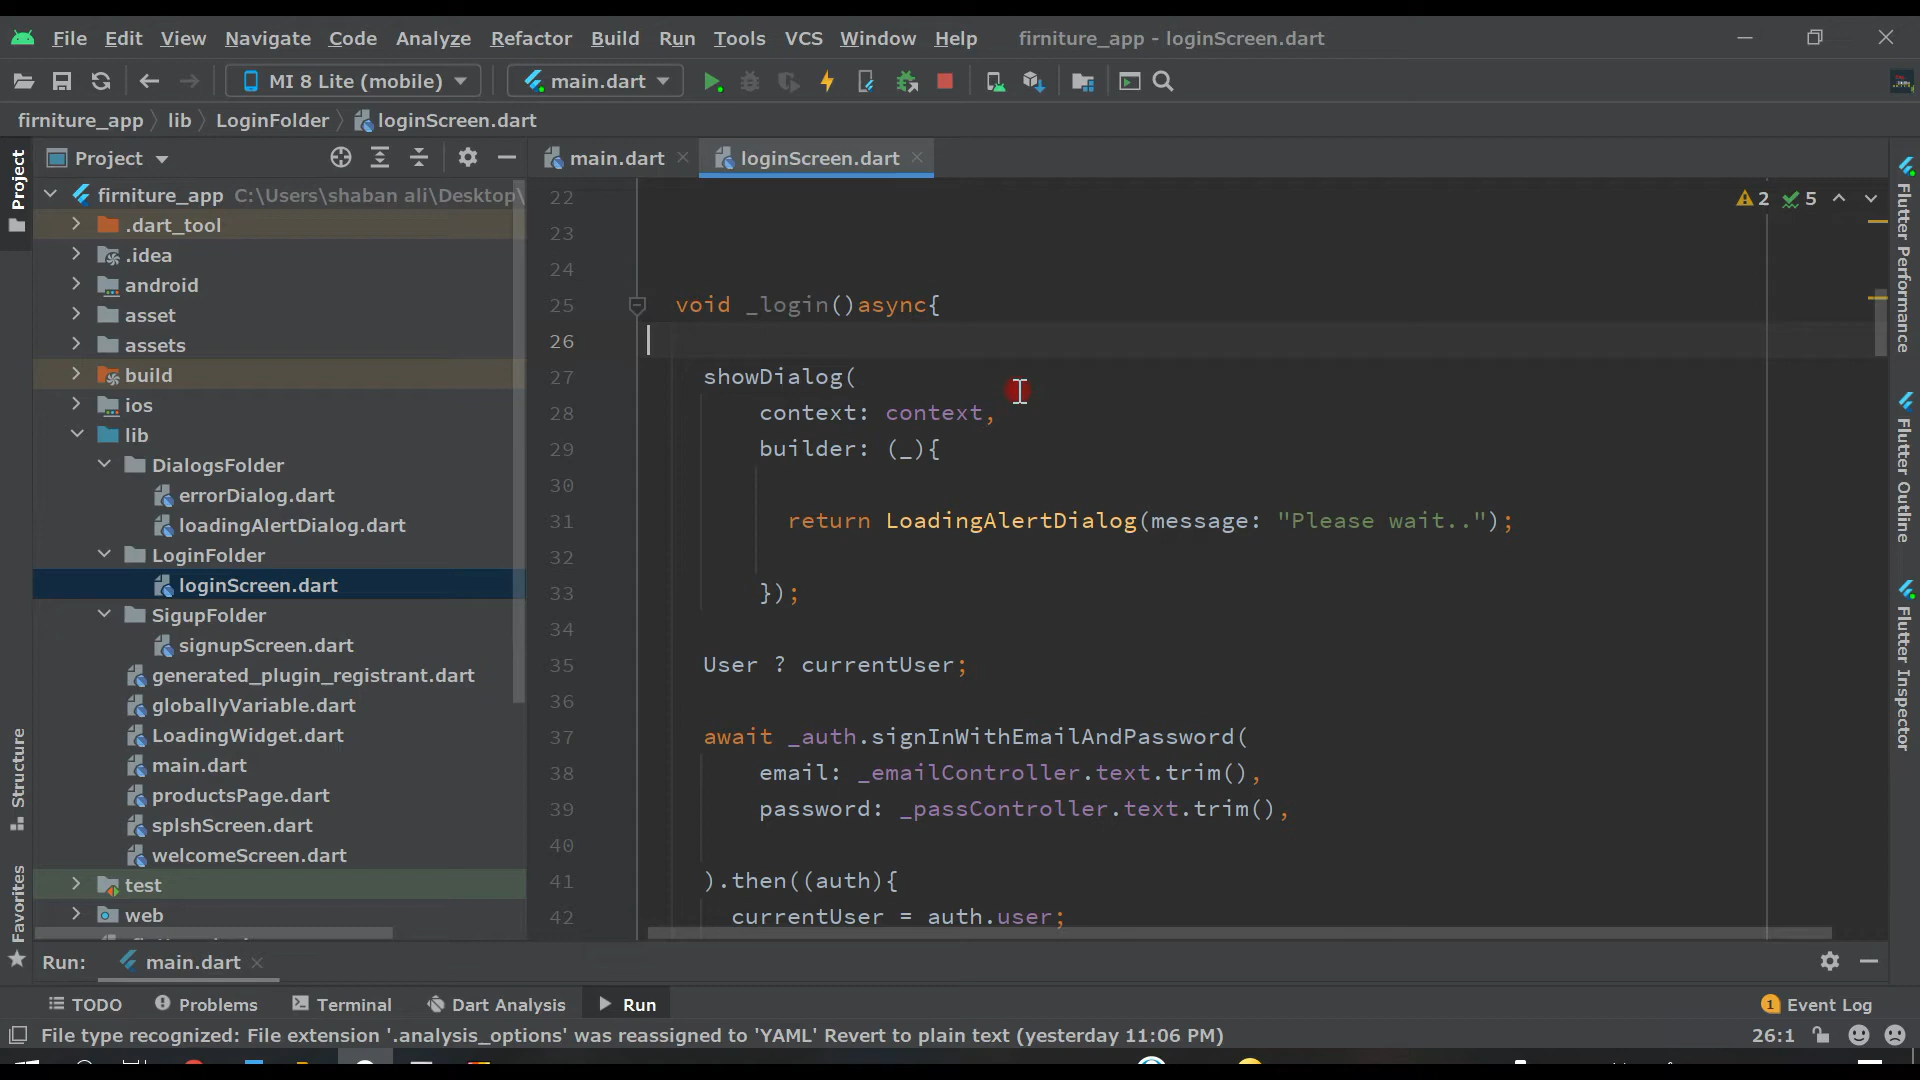 File Edit View Navigate Code Analyze Refactor Build Run Tools VCS Window Help firniture_app - loginScreen.dart
MI 8 Lite (mobile) main.dart
firniture_app lib LoginFolder loginScreen.dart
Project
Project
main.dart
loginScreen.dart
firniture_app C:\Users\shaban ali\Desktop\
.dart_tool
.idea
android
asset
assets
build
ios
lib
DialogsFolder
errorDialog.dart
loadingAlertDialog.dart
LoginFolder
loginScreen.dart
SigupFolder
signupScreen.dart
generated_plugin_registrant.dart
globallyVariable.dart
LoadingWidget.dart
main.dart
productsPage.dart
splshScreen.dart
welcomeScreen.dart
test
web
Structure
Favorites
2 5
22
23
24
25 void _login()async{
26
27 showDialog(
28 context: context,
29 builder: (_){
30
31 return LoadingAlertDialog(message: "Please wait..");
32
33 });
34
35 User ? currentUser;
36
37 await _auth.signInWithEmailAndPassword(
38 email: _emailController.text.trim(),
39 password: _passController.text.trim(),
40
41 ).then((auth){
42 currentUser = auth.user;
Flutter Performance
Flutter Outline
Flutter Inspector
Run: main.dart
TODO Problems Terminal Dart Analysis Run 1 Event Log
File type recognized: File extension '.analysis_options' was reassigned to 'YAML' Revert to plain text (yesterday 11:06 PM) 26:1